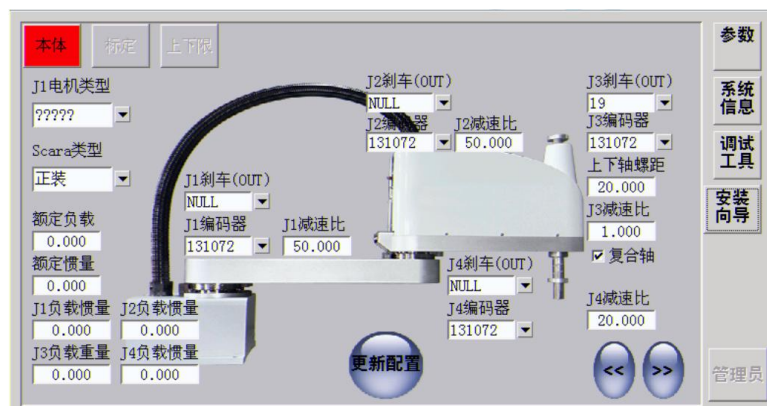 本体
标定
上下限
参数
系统
信息
调试
工具
安装
向导
管理员
J1电机类型
?????
Scara类型
正装
额定负载
0.000
额定惯量
0.000
J1负载惯量 J2负载惯量
0.000 0.000
J3负载重量 J4负载惯量
0.000 0.000
J1刹车(OUT)
NULL
J1编码器 J1减速比
131072 50.000
J2刹车(OUT)
NULL
J2编码器 J2减速比
131072 50.000
J3刹车(OUT)
19
J3编码器
131072
上下轴螺距
20.000
J3减速比
1.000
复合轴
J4刹车(OUT)
NULL
J4编码器
131072
J4减速比
20.000
更新配置
<< >>